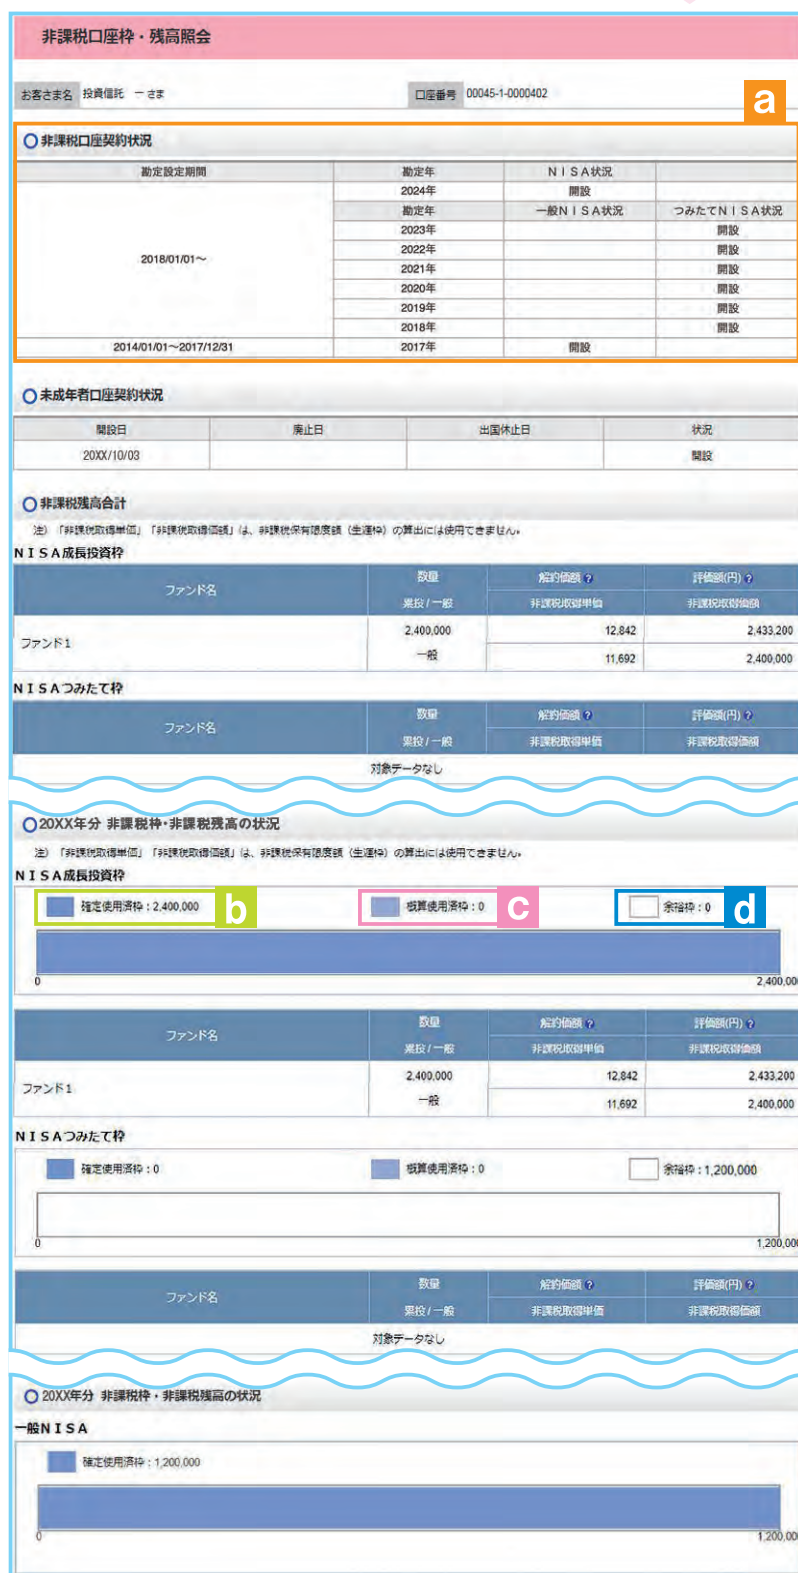 非課税口座枠・残高照会
お客さま名 投資信託 一 さま 口座番号 00045-1-0000402
a
非課税口座契約状況
勘定設定期間 勘定年 NISA状況
2024年 開設
勘定年 一般NISA状況 つみたてNISA状況
2023年 開設
2022年 開設
2018/01/01～ 2021年 開設
2020年 開設
2019年 開設
2018年 開設
2014/01/01～2017/12/31 2017年 開設
未成年者口座契約状況
開設日 廃止日 出国休止日 状況
20XX/10/03 開設
非課税残高合計
注) 「非課税取得単価」「非課税取得価額」は、非課税保有限度額（生涯枠）の算出には使用できません。
NISA成長投資枠
ファンド名 数量 解約価額 ? 評価額(円) ?
累投 / 一般 非課税取得単価 非課税取得価額
ファンド1 2,400,000 12,842 2,433,200
一般 11,692 2,400,000
NISAつみたて枠
ファンド名 数量 解約価額 ? 評価額(円) ?
累投 / 一般 非課税取得単価 非課税取得価額
対象データなし
20XX年分 非課税枠・非課税残高の状況
注) 「非課税取得単価」「非課税取得価額」は、非課税保有限度額（生涯枠）の算出には使用できません。
NISA成長投資枠
確定使用済枠：2,400,000 b 概算使用済枠：0 c 余裕枠：0 d
0 2,400,000
ファンド名 数量 解約価額 ? 評価額(円) ?
累投 / 一般 非課税取得単価 非課税取得価額
ファンド1 2,400,000 12,842 2,433,200
一般 11,692 2,400,000
NISAつみたて枠
確定使用済枠：0 概算使用済枠：0 余裕枠：1,200,000
0 1,200,000
ファンド名 数量 解約価額 ? 評価額(円) ?
累投 / 一般 非課税取得単価 非課税取得価額
対象データなし
20XX年分 非課税枠・非課税残高の状況
一般NISA
確定使用済枠：1,200,000
0 1,200,000